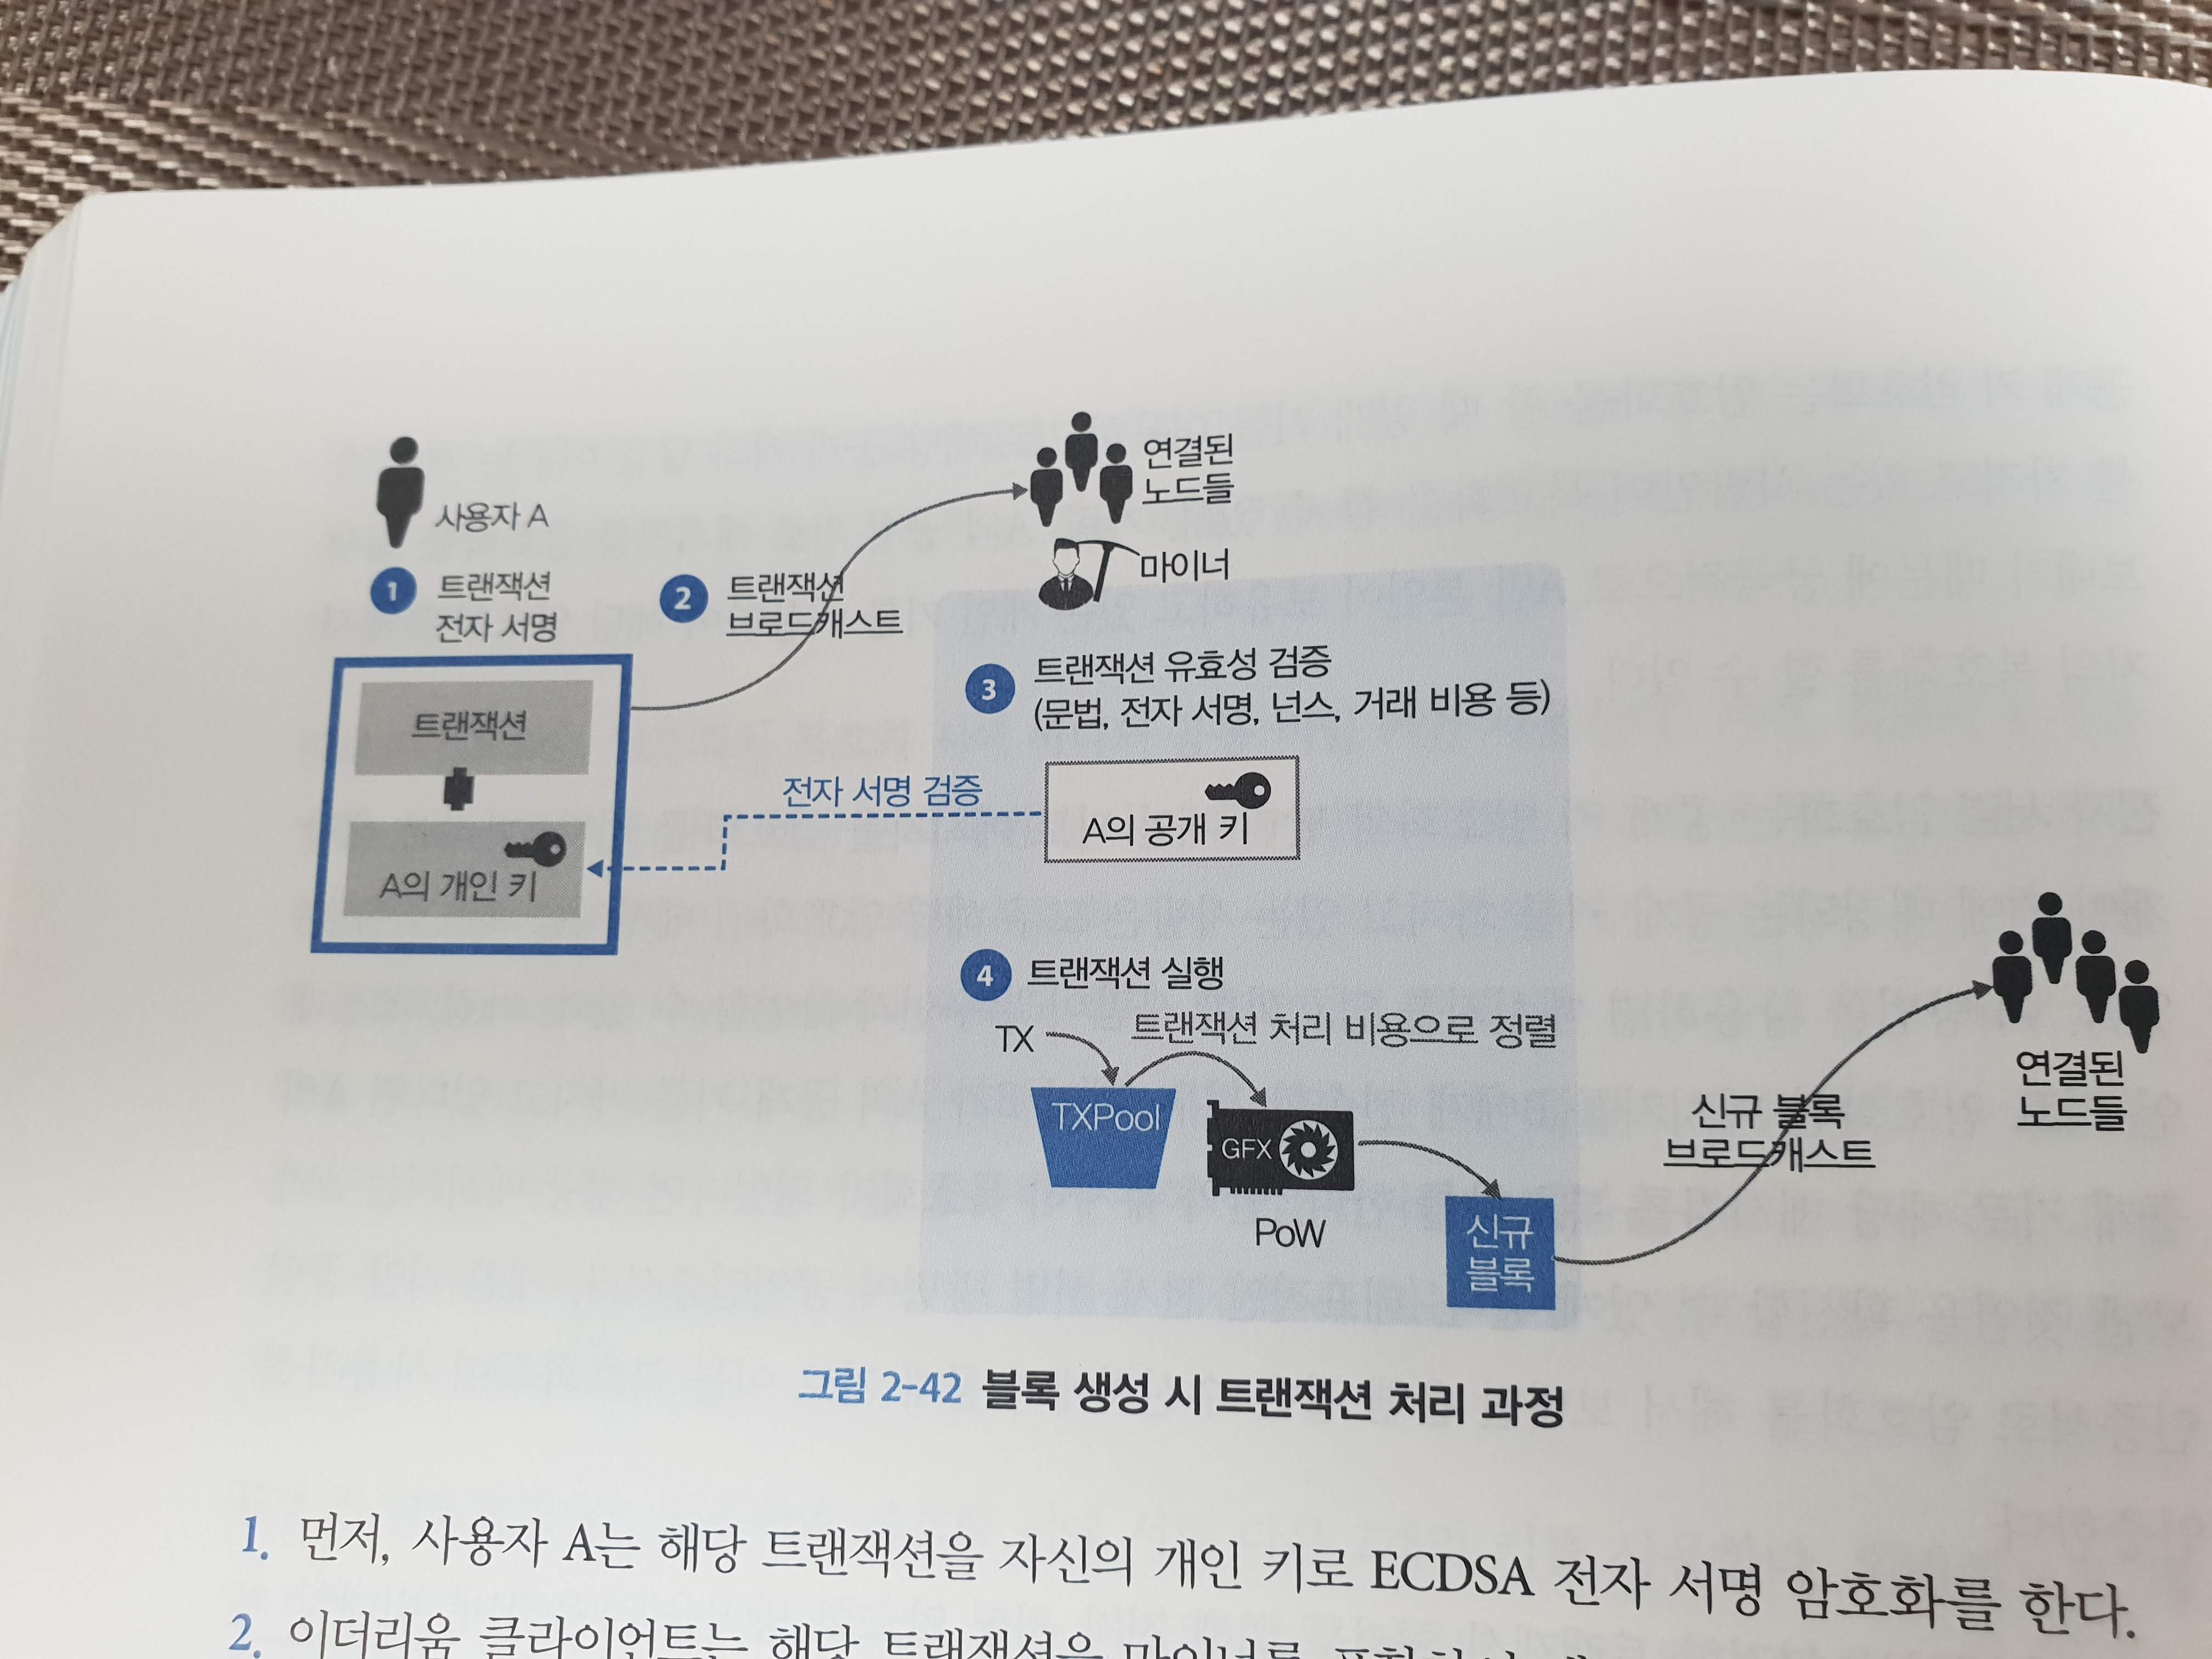 사용자 A
연결된
노드들
마이너
1 트랜잭션
전자 서명
2 트랜잭션
브로드캐스트
트랜잭션
A의 개인 키
3 트랜잭션 유효성 검증
(문법, 전자 서명, 넌스, 거래 비용 등)
전자 서명 검증
A의 공개 키
4 트랜잭션 실행
TX
트랜잭션 처리 비용으로 정렬
TXPool
GFX
PoW
신규
블록
신규 블록
브로드캐스트
연결된
노드들
그림 2-42 블록 생성 시 트랜잭션 처리 과정
1. 먼저, 사용자 A는 해당 트랜잭션을 자신의 개인 키로 ECDSA 전자 서명 암호화를 한다.
2. 이더리움 클라이언트는 해당 트랜잭션을 마이너를